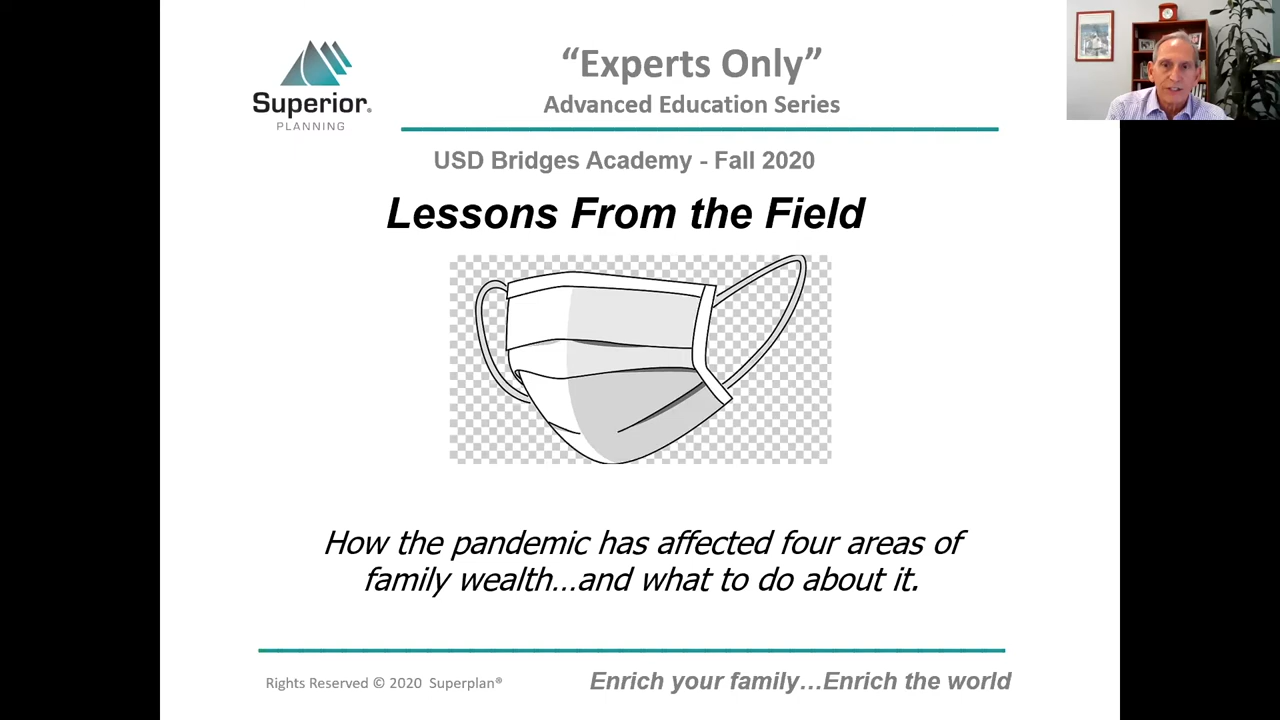 "Experts Only"
Advanced Education Series
Superior®
PLANNING
USD Bridges Academy - Fall 2020
Lessons From the Field
How the pandemic has affected four areas of
family wealth...and what to do about it.
Rights Reserved © 2020 Superplan®
Enrich your family...Enrich the world